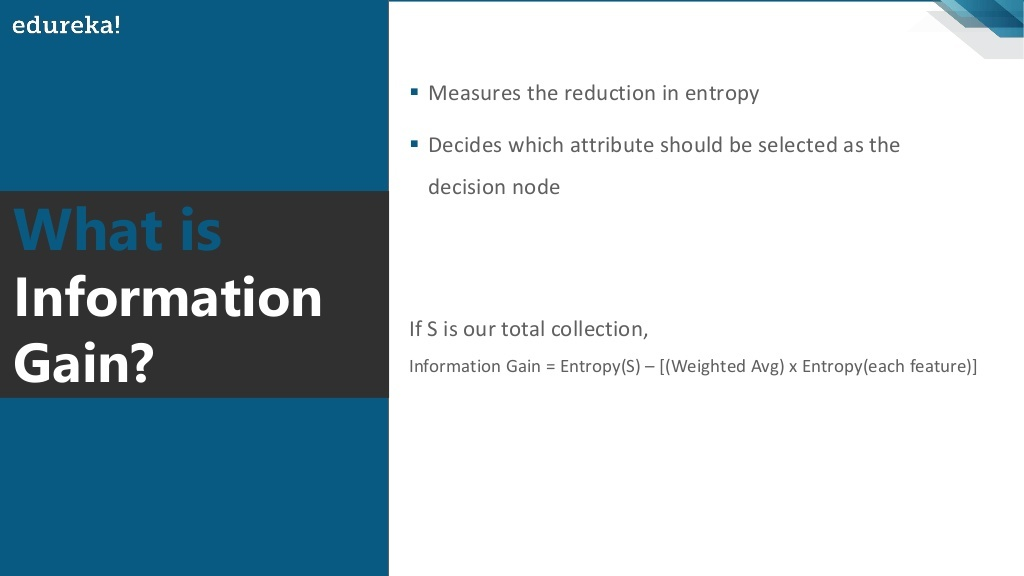 edureka!
What is
Information
Gain?
▪ Measures the reduction in entropy
▪ Decides which attribute should be selected as the
decision node
If S is our total collection,
Information Gain = Entropy(S) – [(Weighted Avg) x Entropy(each feature)]